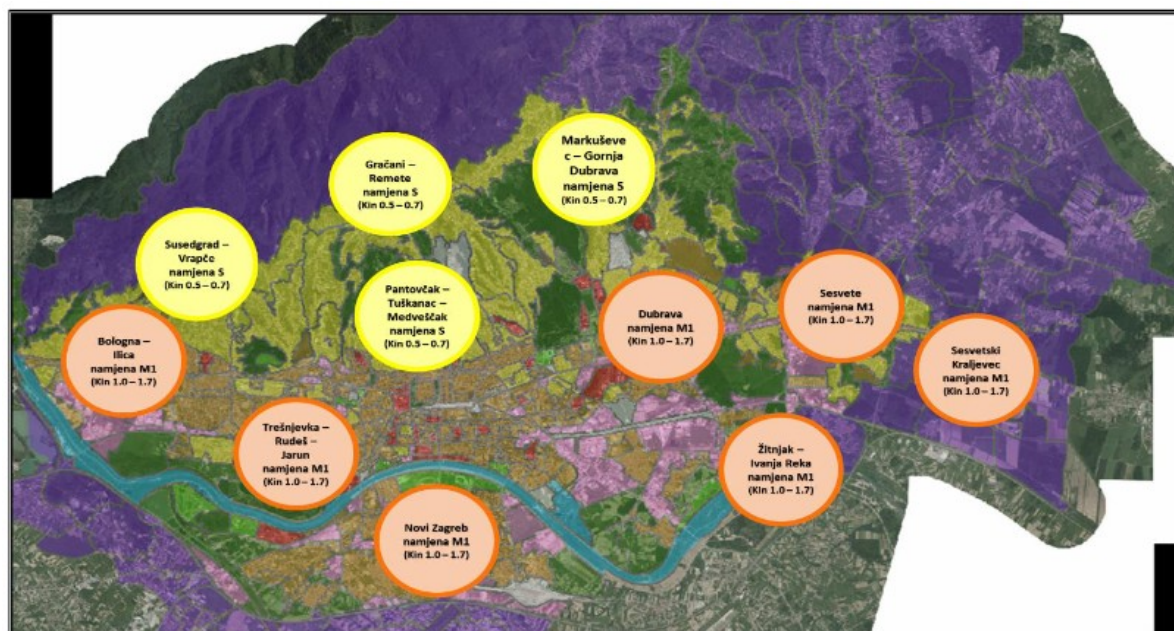 Markuševe
c – Gornja
Dubrava
namjena S
(Kin 0.5 – 0.7)
Gračani –
Remete
namjena S
(Kin 0.5 – 0.7)
Susedgrad –
Vrapče
namjena S
(Kin 0.5 – 0.7)
Pantovčak –
Tuškanac –
Medveščak
namjena S
(Kin 0.5 – 0.7)
Bologna –
Ilica
namjena M1
(Kin 1.0 – 1.7)
Dubrava
namjena M1
(Kin 1.0 – 1.7)
Sesvete
namjena M1
(Kin 1.0 – 1.7)
Sesvetski
Kraljevec
namjena M1
(Kin 1.0 – 1.7)
Trešnjevka –
Rudeš –
Jarun
namjena M1
(Kin 1.0 – 1.7)
Žitnjak –
Ivanja Reka
namjena M1
(Kin 1.0 – 1.7)
Novi Zagreb
namjena M1
(Kin 1.0 – 1.7)